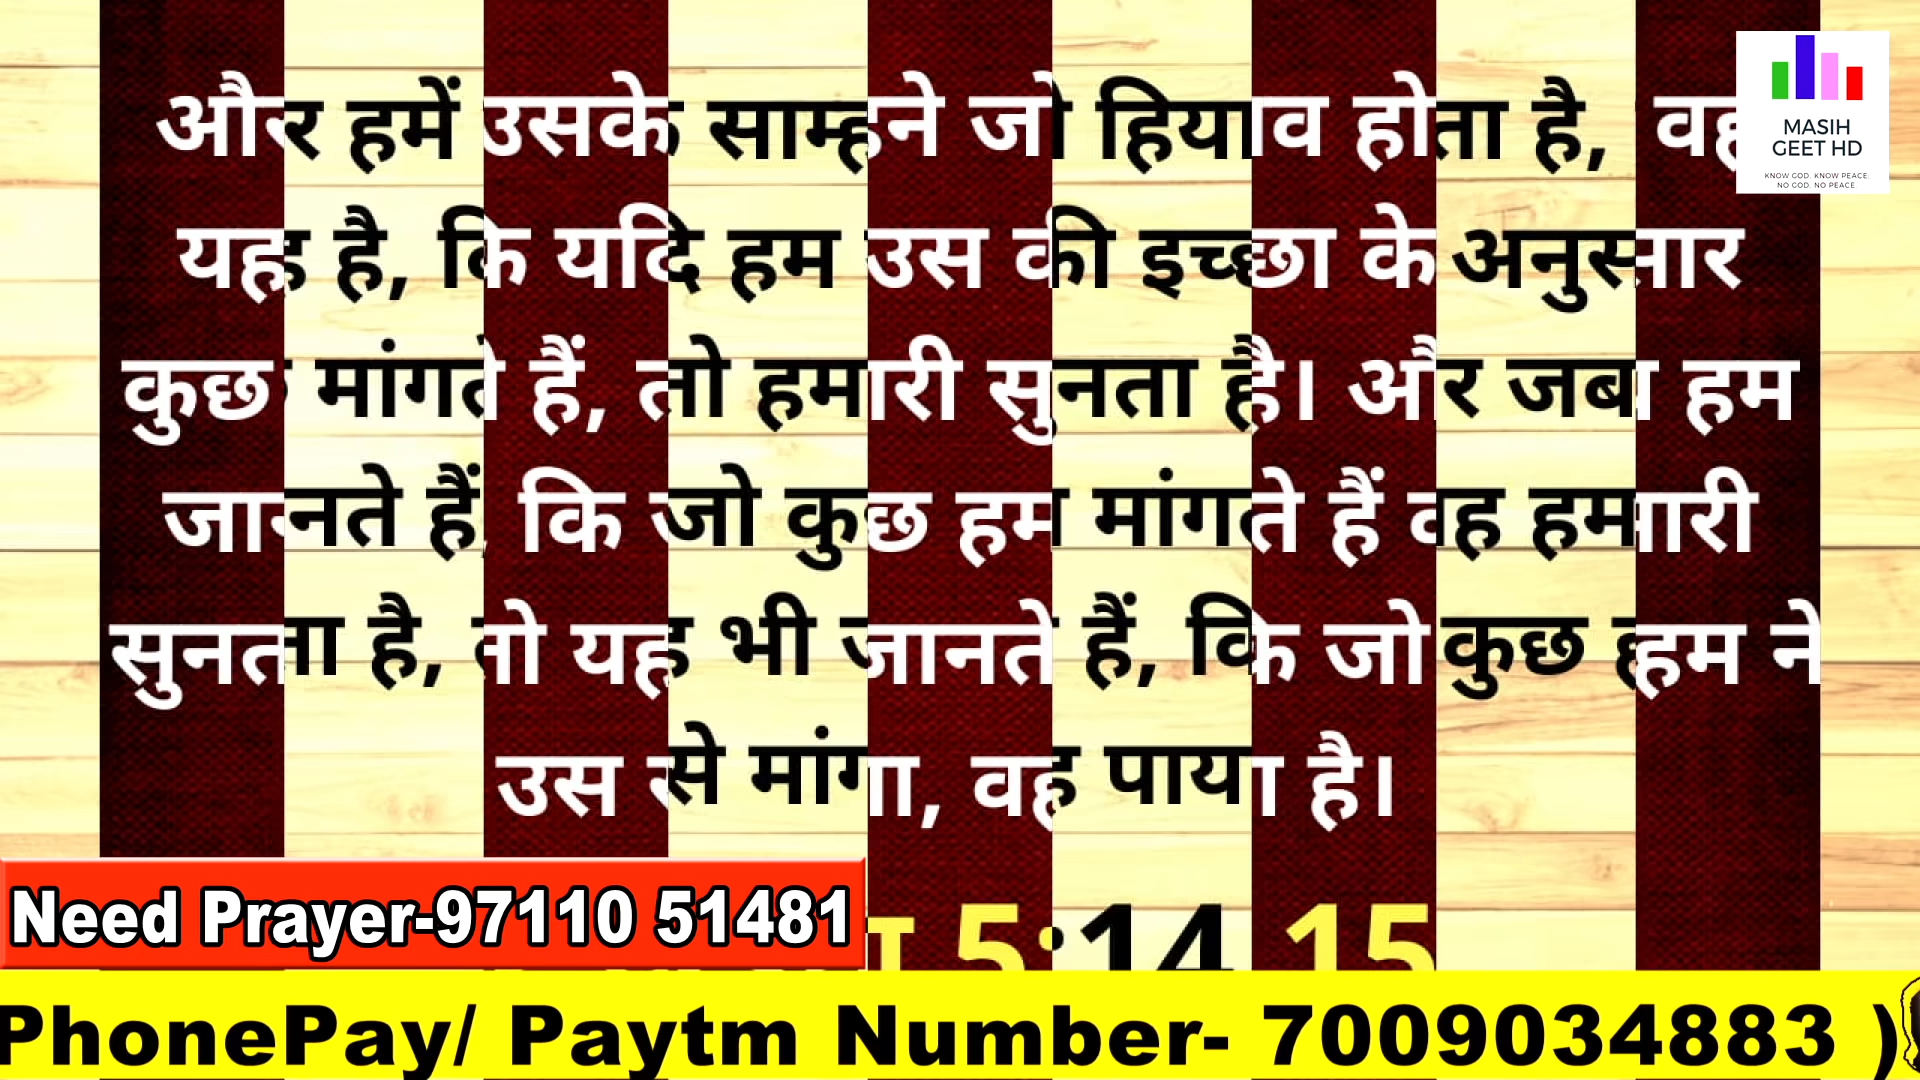 और हमें उसके साम्हने जो हियाव होता है, वह
यह है, कि यदि हम उस की इच्छा के अनुसार
कुछ मांगते हैं, तो हमारी सुनता है। और जब हम
जानते हैं, कि जो कुछ हम मांगते हैं वह हमारी
सुनता है, तो यह भी जानते हैं, कि जो कुछ हम ने
उस से मांगा, वह पाया है।
5:14 15
MASIH
GEET HD
KNOW GOD. KNOW PEACE.
NO GOD. NO PEACE.
Need Prayer-97110 51481
PhonePay/ Paytm Number- 7009034883 )